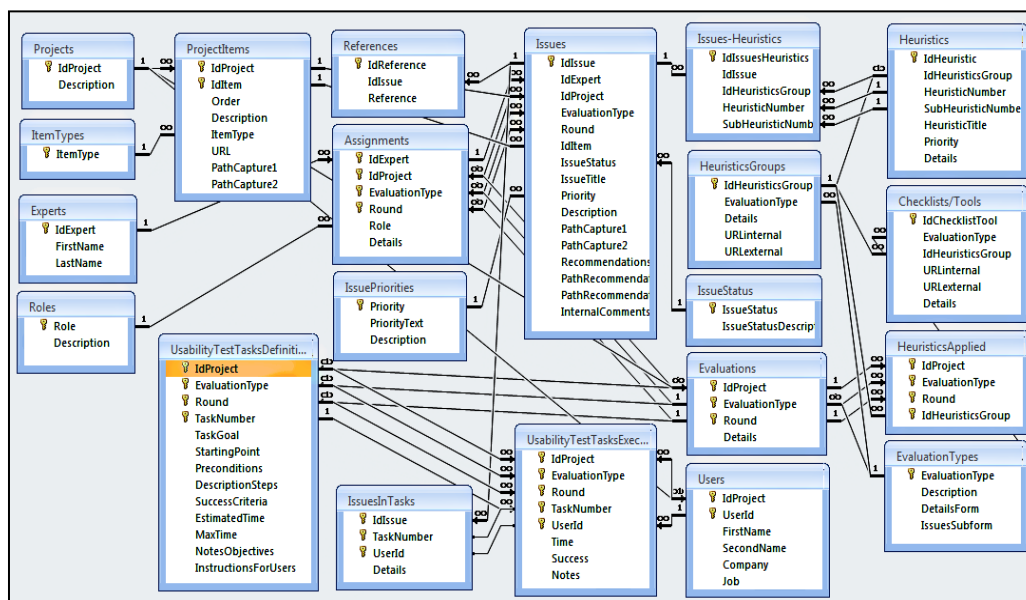 Projects
IdProject
Description
ItemTypes
ItemType
Experts
IdExpert
FirstName
LastName
Roles
Role
Description
ProjectItems
IdProject
IdItem
Order
Description
ItemType
URL
PathCapture1
PathCapture2
References
IdReference
IdIssue
Reference
Assignments
IdExpert
IdProject
EvaluationType
Round
Role
Details
IssuePriorities
Priority
PriorityText
Description
UsabilityTestTasksDefiniti...
IdProject
EvaluationType
Round
TaskNumber
TaskGoal
StartingPoint
Preconditions
DescriptionSteps
SuccessCriteria
EstimatedTime
MaxTime
NotesObjectives
InstructionsForUsers
IssuesInTasks
IdIssue
TaskNumber
UserId
Details
Issues
IdIssue
IdExpert
IdProject
EvaluationType
Round
IdItem
IssueStatus
IssueTitle
Priority
Description
PathCapture1
PathCapture2
Recommendations
PathRecommendat
PathRecommendat
InternalComments
UsabilityTestTasksExec...
IdProject
EvaluationType
Round
TaskNumber
UserId
Time
Success
Notes
Issues-Heuristics
IdIssuesHeuristics
IdIssue
IdHeuristicsGroup
HeuristicNumber
SubHeuristicNumb
HeuristicsGroups
IdHeuristicsGroup
EvaluationType
Details
URLinternal
URLexternal
IssueStatus
IssueStatus
IssueStatusDescript
Evaluations
IdProject
EvaluationType
Round
Details
Users
IdProject
UserId
FirstName
SecondName
Company
Job
Heuristics
IdHeuristic
IdHeuristicsGroup
HeuristicNumber
SubHeuristicNumbe
HeuristicTitle
Priority
Details
Checklists/Tools
IdChecklistTool
EvaluationType
IdHeuristicsGroup
URLinternal
URLexternal
Details
HeuristicsApplied
IdProject
EvaluationType
Round
IdHeuristicsGroup
EvaluationTypes
EvaluationType
Description
DetailsForm
IssuesSubform